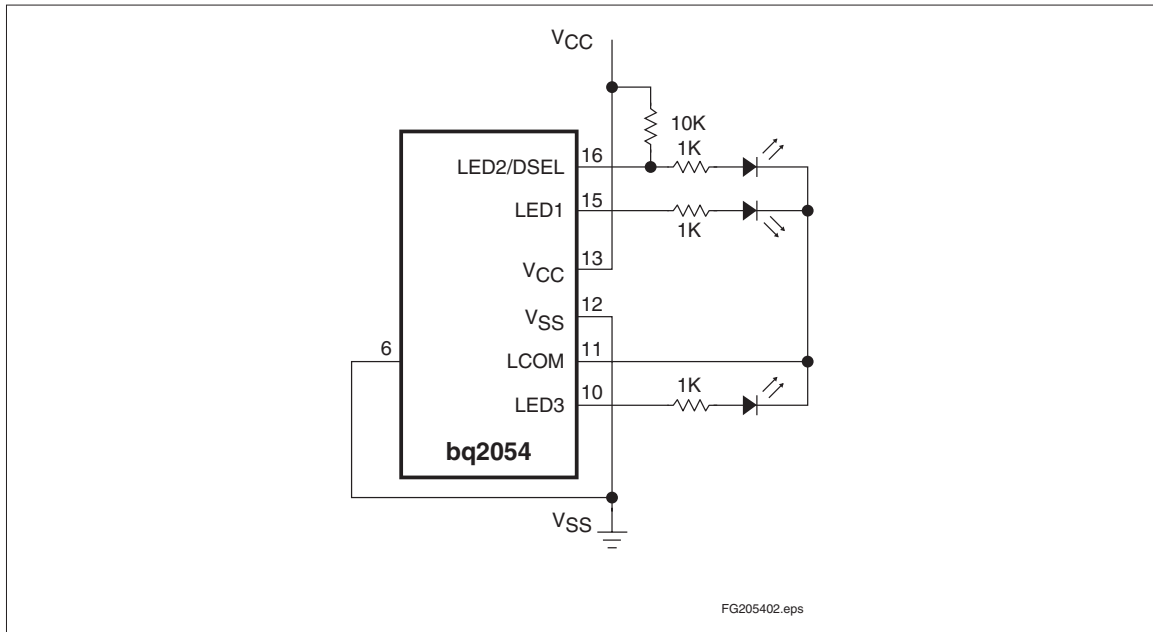 VCC
10K
16
1K
LED2/DSEL
15
LED1
1K
13
VCC
12
VSS
6
11
LCOM
1K
10
LED3
bq2054
VSS
FG205402.eps